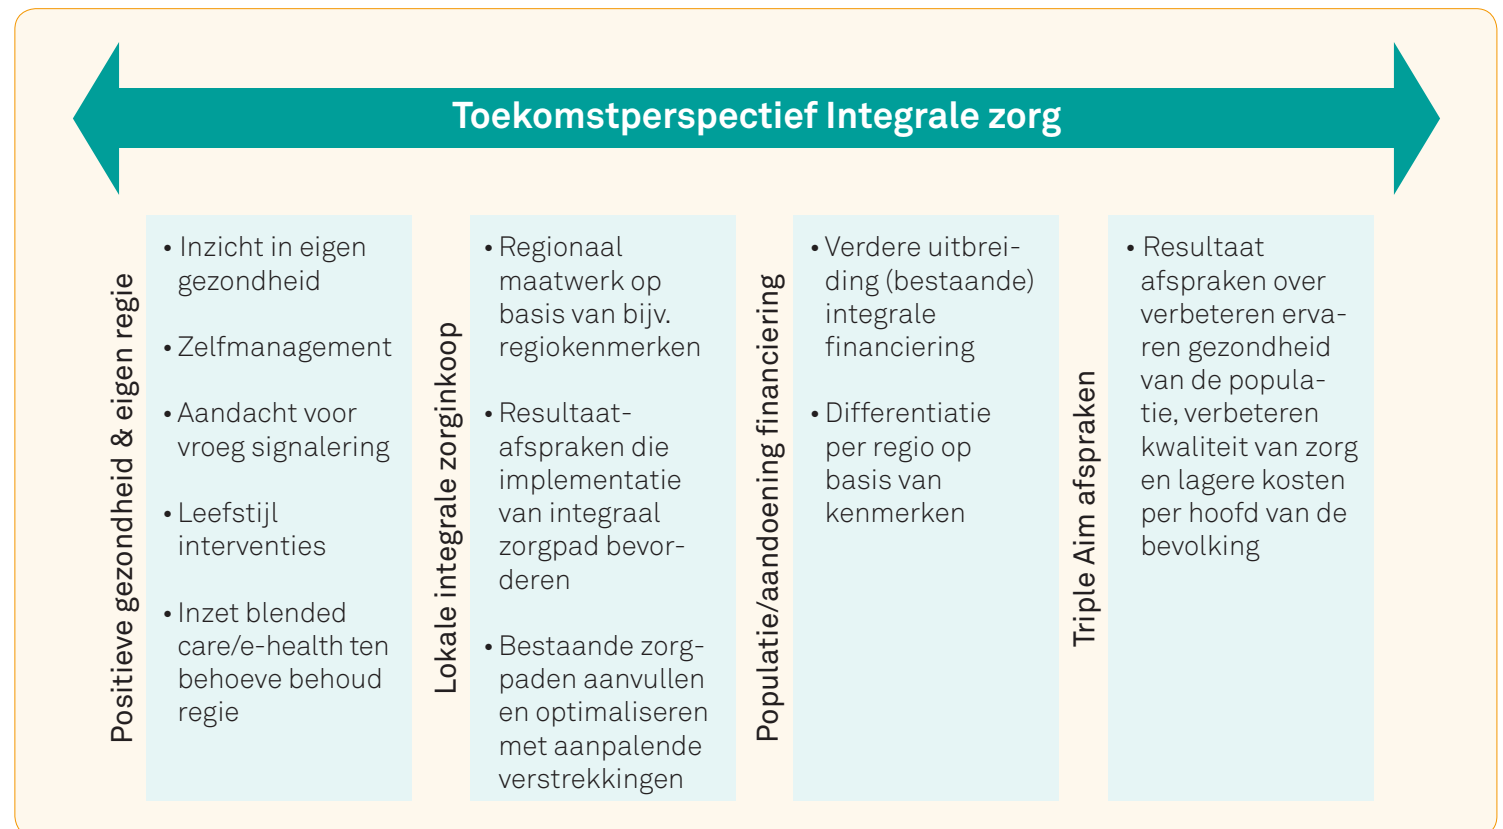 Toekomstperspectief Integrale zorg
Positieve gezondheid & eigen regie
• Inzicht in eigen
gezondheid
• Zelfmanagement
• Aandacht voor
vroeg signalering
• Leefstijl
interventies
• Inzet blended
care/e-health ten
behoeve behoud
regie
Lokale integrale zorginkoop
• Regionaal
maatwerk op
basis van bijv.
regiokenmerken
• Resultaat-
afspraken die
implementatie
van integraal
zorgpad bevor-
deren
• Bestaande zorg-
paden aanvullen
en optimaliseren
met aanpalende
verstrekkingen
Populatie/aandoening financiering
• Verdere uitbrei-
ding (bestaande)
integrale
financiering
• Differentiatie
per regio op
basis van
kenmerken
Triple Aim afspraken
• Resultaat
afspraken over
verbeteren erva-
ren gezondheid
van de popula-
tie, verbeteren
kwaliteit van zorg
en lagere kosten
per hoofd van de
bevolking